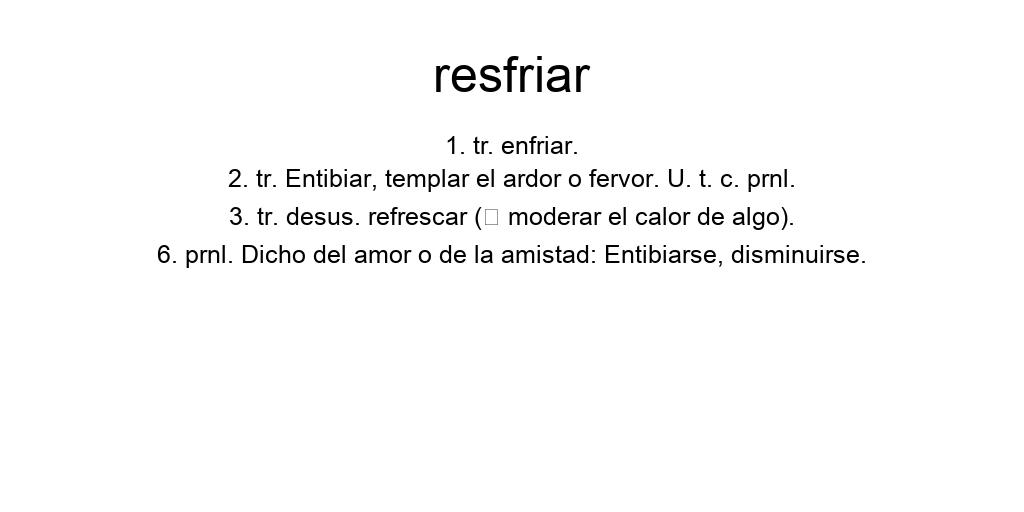 resfriar
1. tr. enfriar.
2. tr. Entibiar, templar el ardor o fervor. U. t. c. prnl.
3. tr. desus. refrescar (▯ moderar el calor de algo).
6. prnl. Dicho del amor o de la amistad: Entibiarse, disminuirse.